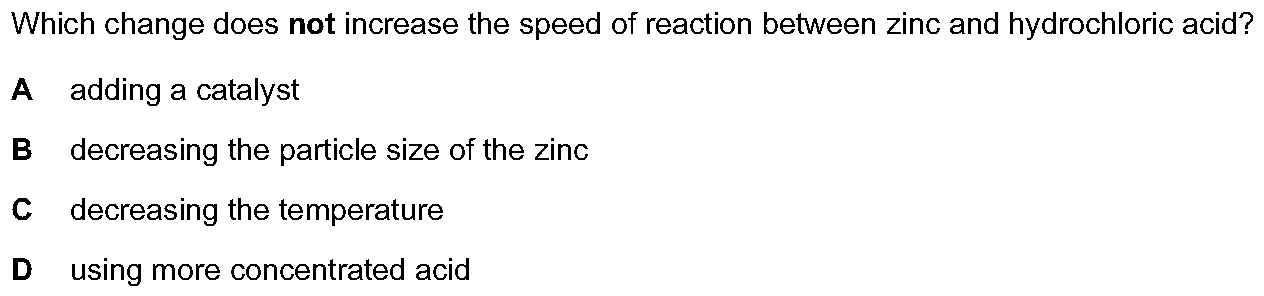 Which change does not increase the speed of reaction between zinc and hydrochloric acid?
A adding a catalyst
B decreasing the particle size of the zinc
C decreasing the temperature
D using more concentrated acid